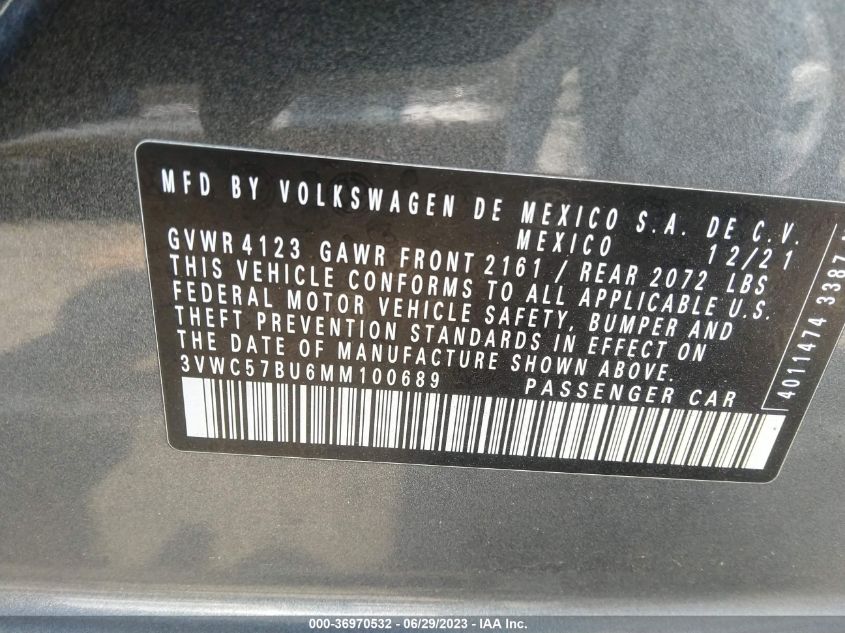 MFD BY VOLKSWAGEN DE MEXICO S.A. DE C.V.
MEXICO 12/21
GVWR 4123 GAWR FRONT 2161 / REAR 2072 LBS
THIS VEHICLE CONFORMS TO ALL APPLICABLE U.S.
FEDERAL MOTOR VEHICLE SAFETY, BUMPER AND
THEFT PREVENTION STANDARDS IN EFFECT ON
THE DATE OF MANUFACTURE SHOWN ABOVE.
3VWC57BU6MM100689 PASSENGER CAR
4011474 3387
000-36970532 / 06/29/2023 - IAA Inc.